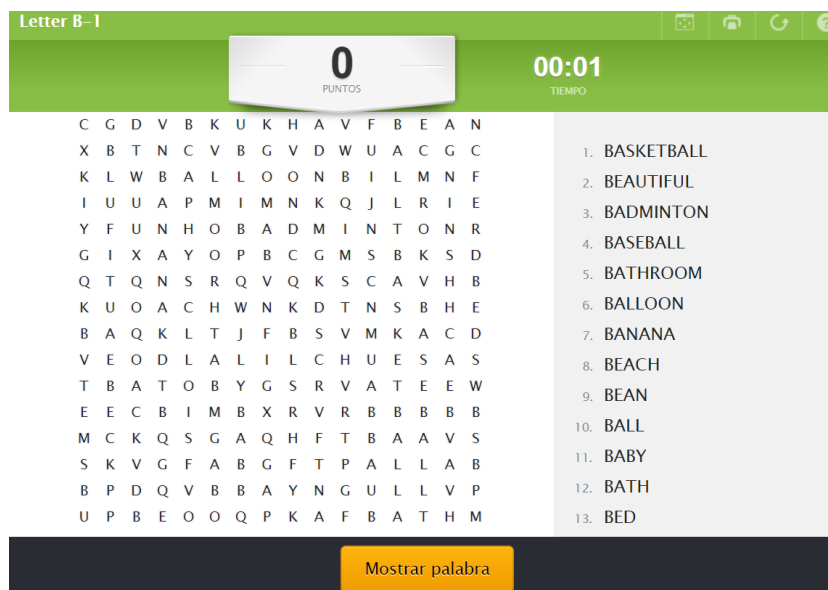 Letter B-1
0
PUNTOS
00:01
TIEMPO
C G D V B K U K H A V F B E A N
X B T N C V B G V D W U A C G C
K L W B A L L O O N B I L M N F
I U U A P M I M N K Q J L R I E
Y F U N H O B A D M I N T O N R
G I X A Y O P B C G M S B K S D
Q T Q N S R Q V Q K S C A V H B
K U O A C H W N K D T N S B H E
B A Q K L T J F B S V M K A C D
V E O D L A L I L C H U E S A S
T B A T O B Y G S R V A T E E W
E E C B I M B X R V R B B B B B
M C K Q S G A Q H F T B A A V S
S K V G F A B G F T P A L L A B
B P D Q V B B A Y N G U L L V P
U P B E O O Q P K A F B A T H M
1. BASKETBALL
2. BEAUTIFUL
3. BADMINTON
4. BASEBALL
5. BATHROOM
6. BALLOON
7. BANANA
8. BEACH
9. BEAN
10. BALL
11. BABY
12. BATH
13. BED
Mostrar palabra